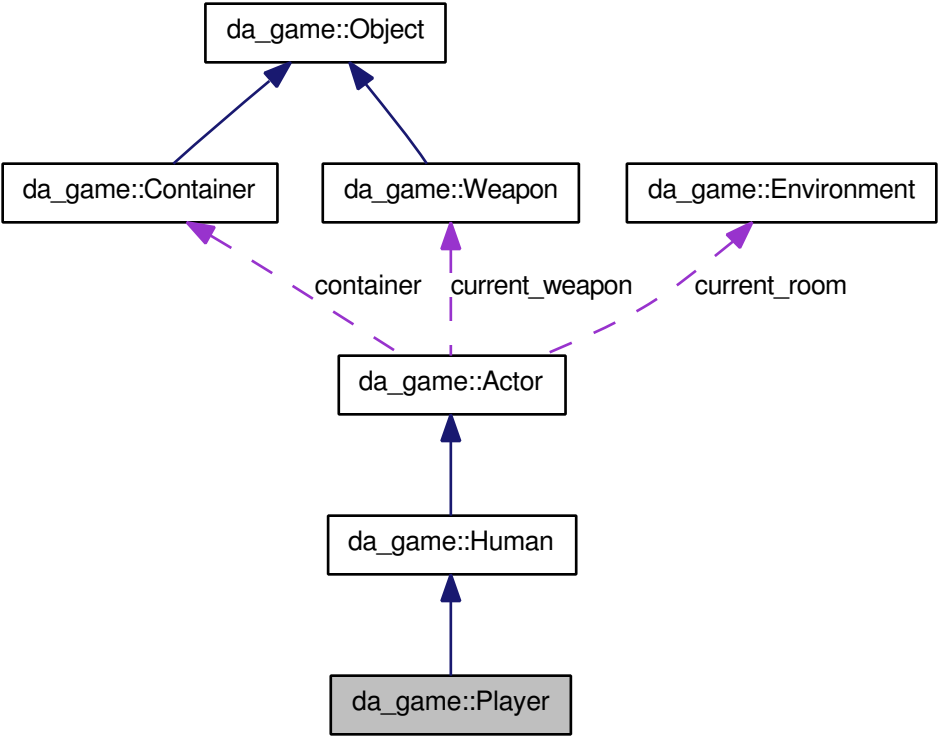 da_game::Object
da_game::Container
da_game::Weapon
da_game::Environment
container
current_weapon
current_room
da_game::Actor
da_game::Human
da_game::Player